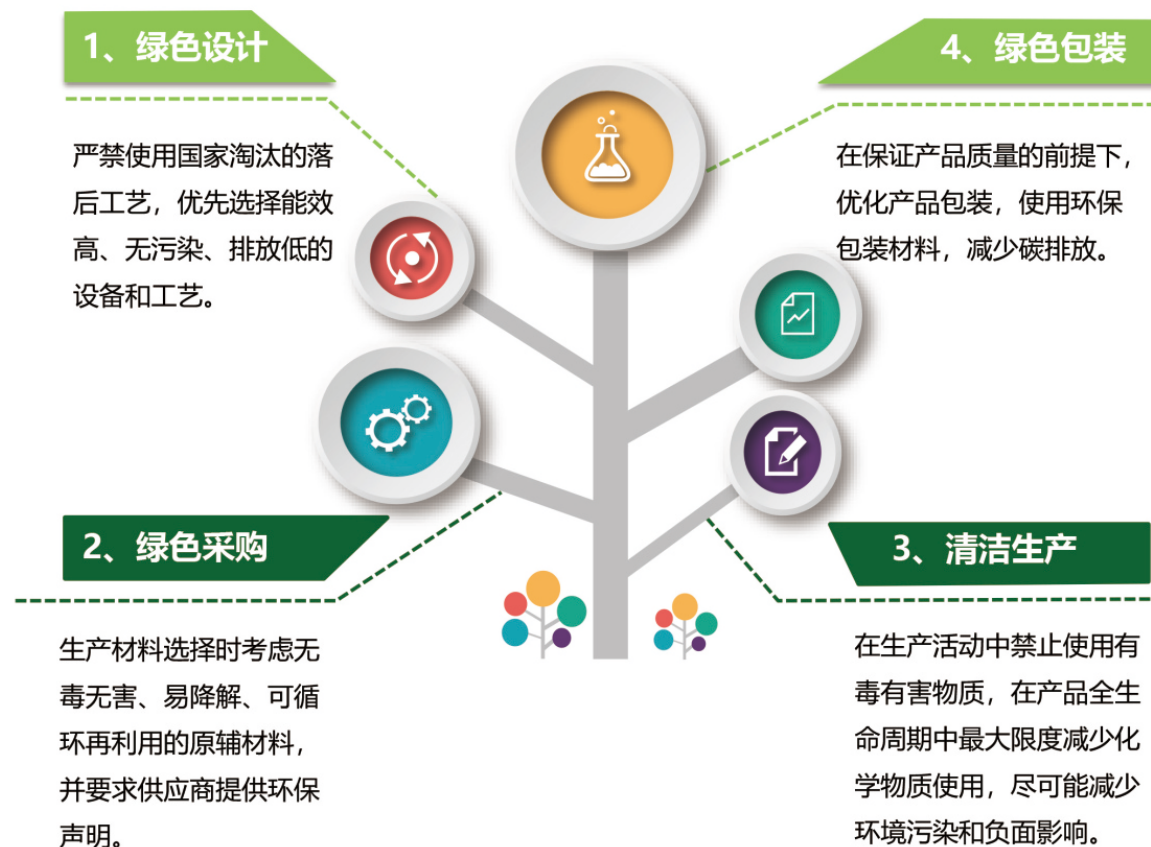 1、绿色设计
严禁使用国家淘汰的落
后工艺，优先选择能效
高、无污染、排放低的
设备和工艺。
2、绿色采购
生产材料选择时考虑无
毒无害、易降解、可循
环再利用的原辅材料，
并要求供应商提供环保
声明。
3、清洁生产
在生产活动中禁止使用有
毒有害物质，在产品全生
命周期中最大限度减少化
学物质使用，尽可能减少
环境污染和负面影响。
4、绿色包装
在保证产品质量的前提下，
优化产品包装，使用环保
包装材料，减少碳排放。